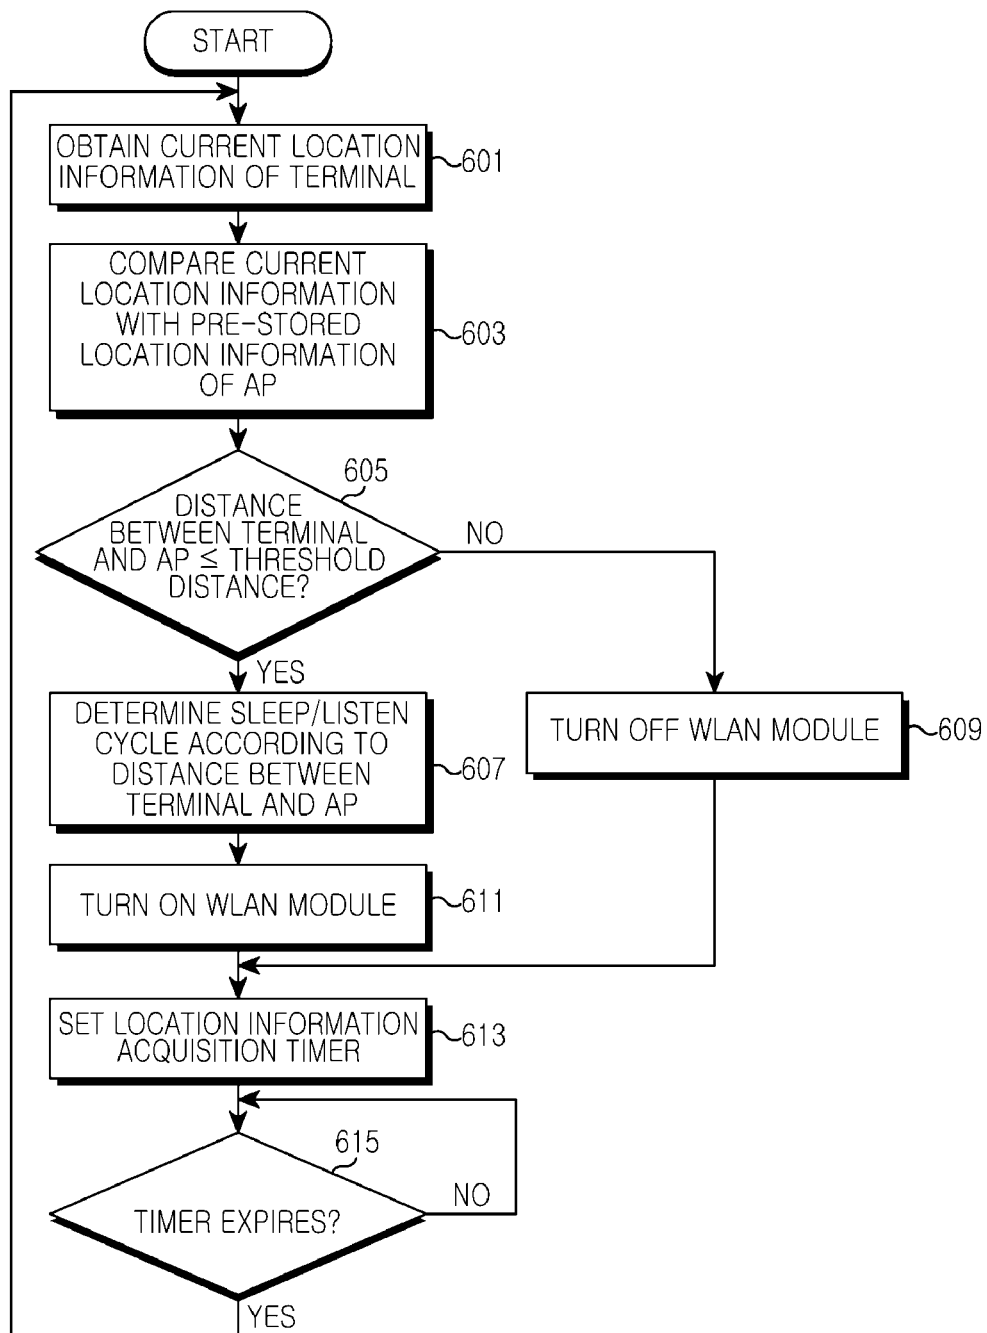 START
OBTAIN CURRENT LOCATION
INFORMATION OF TERMINAL
601
COMPARE CURRENT
LOCATION INFORMATION
WITH PRE-STORED
LOCATION INFORMATION
OF AP
603
605
DISTANCE
BETWEEN TERMINAL
AND AP ≤ THRESHOLD
DISTANCE?
NO
YES
DETERMINE SLEEP/LISTEN
CYCLE ACCORDING TO
DISTANCE BETWEEN
TERMINAL AND AP
607
TURN OFF WLAN MODULE
609
TURN ON WLAN MODULE
611
SET LOCATION INFORMATION
ACQUISITION TIMER
613
615
TIMER EXPIRES?
NO
YES